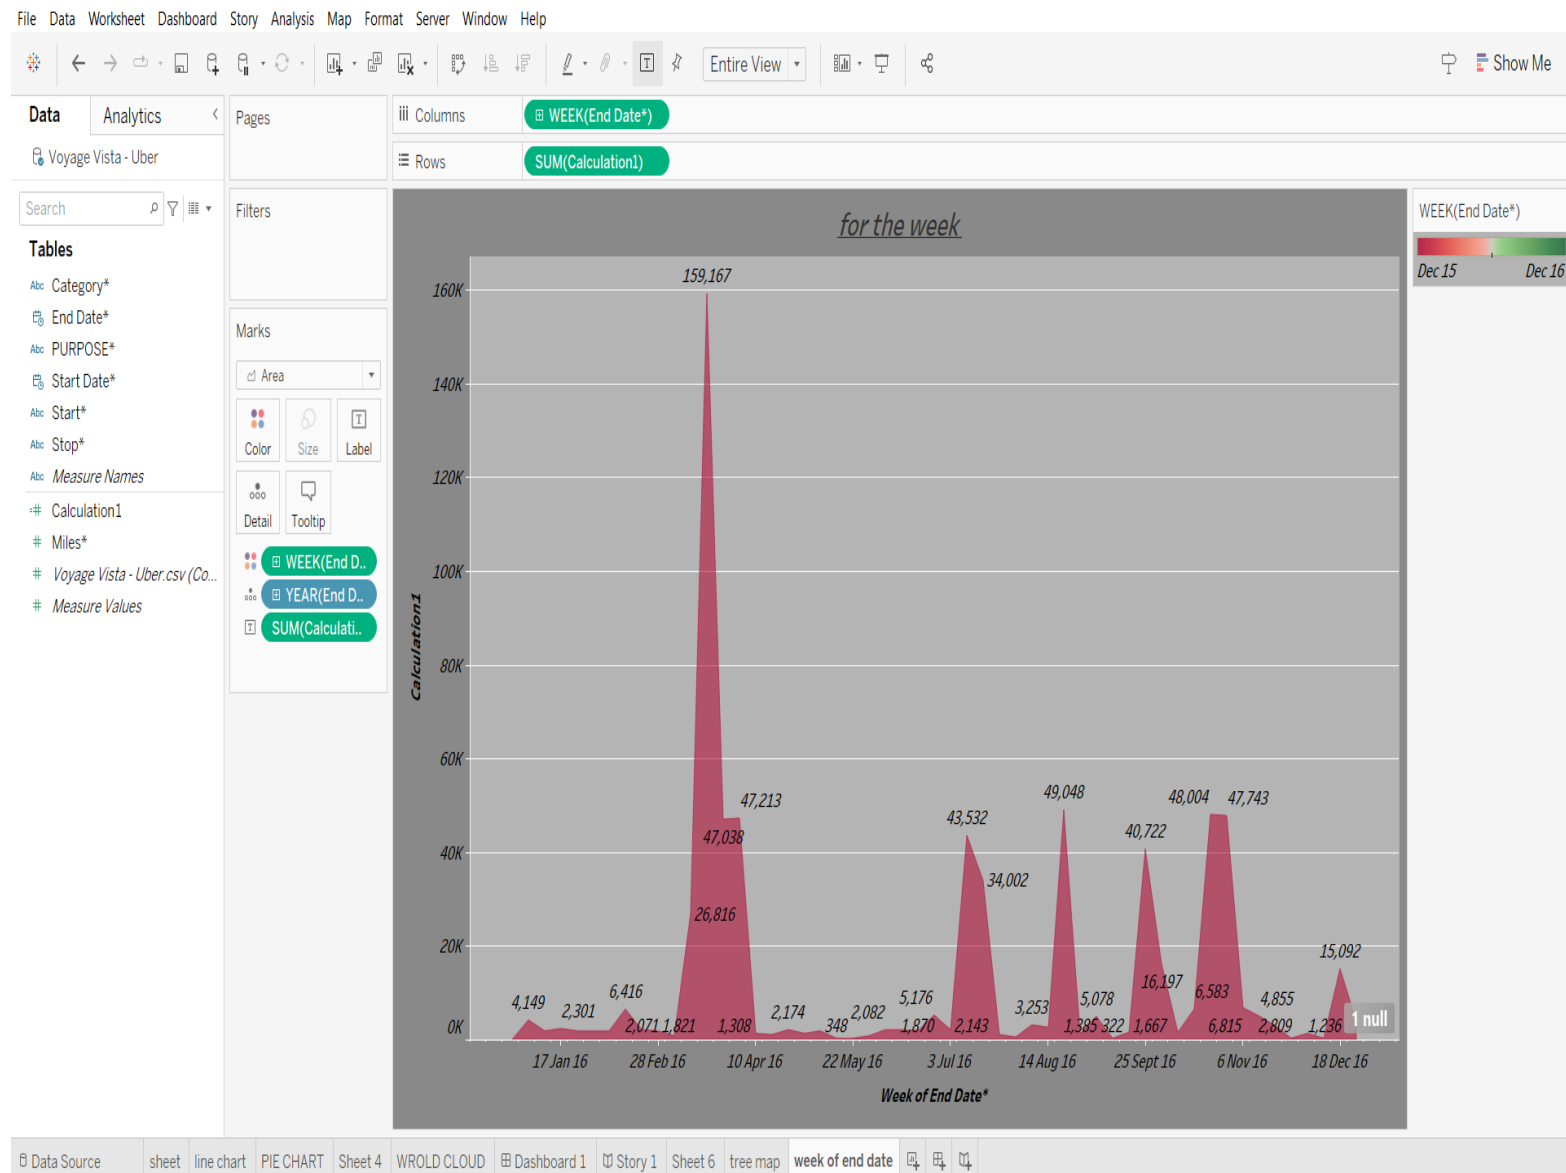 File Data Worksheet Dashboard Story Analysis Map Format Server Window Help
Entire View
Show Me
Data Analytics
Voyage Vista - Uber
Search
Tables
Abc Category*
End Date*
Abc PURPOSE*
Start Date*
Abc Start*
Abc Stop*
Abc Measure Names
=# Calculation1
# Miles*
# Voyage Vista - Uber.csv (Co...
# Measure Values
Pages
Filters
Marks
Area
Color Size Label
Detail Tooltip
WEEK(End D..
YEAR(End D..
SUM(Calculati..
Columns WEEK(End Date*)
Rows SUM(Calculation1)
for the week
159,167
160K
140K
120K
100K
80K
60K
40K
20K
0K
Calculation1
47,213
47,038
26,816
4,149
2,301
6,416
2,071
1,821
1,308
2,174
348
2,082
5,176
1,870
2,143
43,532
34,002
3,253
49,048
1,385
5,078
322
1,667
40,722
16,197
48,004
47,743
6,583
6,815
4,855
2,809
1,236
15,092
1 null
17 Jan 16 28 Feb 16 10 Apr 16 22 May 16 3 Jul 16 14 Aug 16 25 Sept 16 6 Nov 16 18 Dec 16
Week of End Date*
WEEK(End Date*)
Dec 15 Dec 16
Data Source sheet line chart PIE CHART Sheet 4 WROLD CLOUD Dashboard 1 Story 1 Sheet 6 tree map week of end date